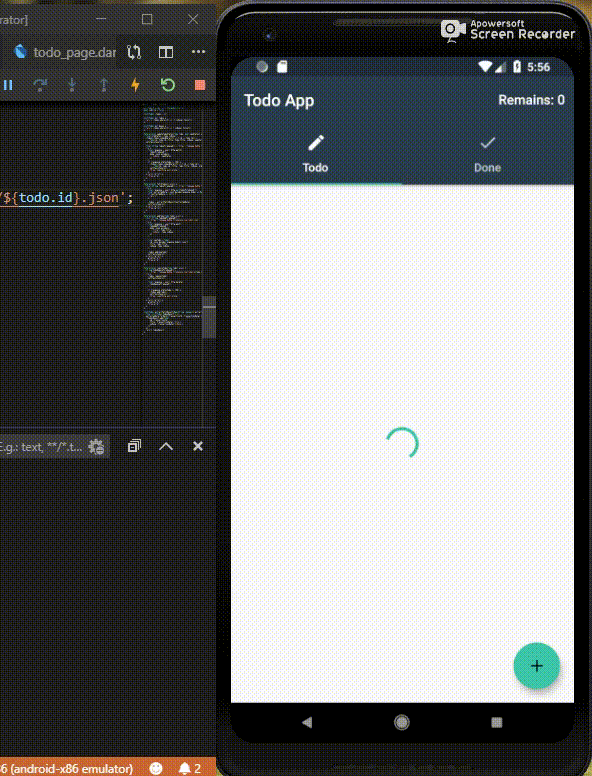 rator]
Apowersoft
Screen Recorder
todo_page.dar
5:56
Todo App
Remains: 0
Todo
Done
/${todo.id}.json';
E.g.: text, **/*.t...
86 (android-x86 emulator)
2